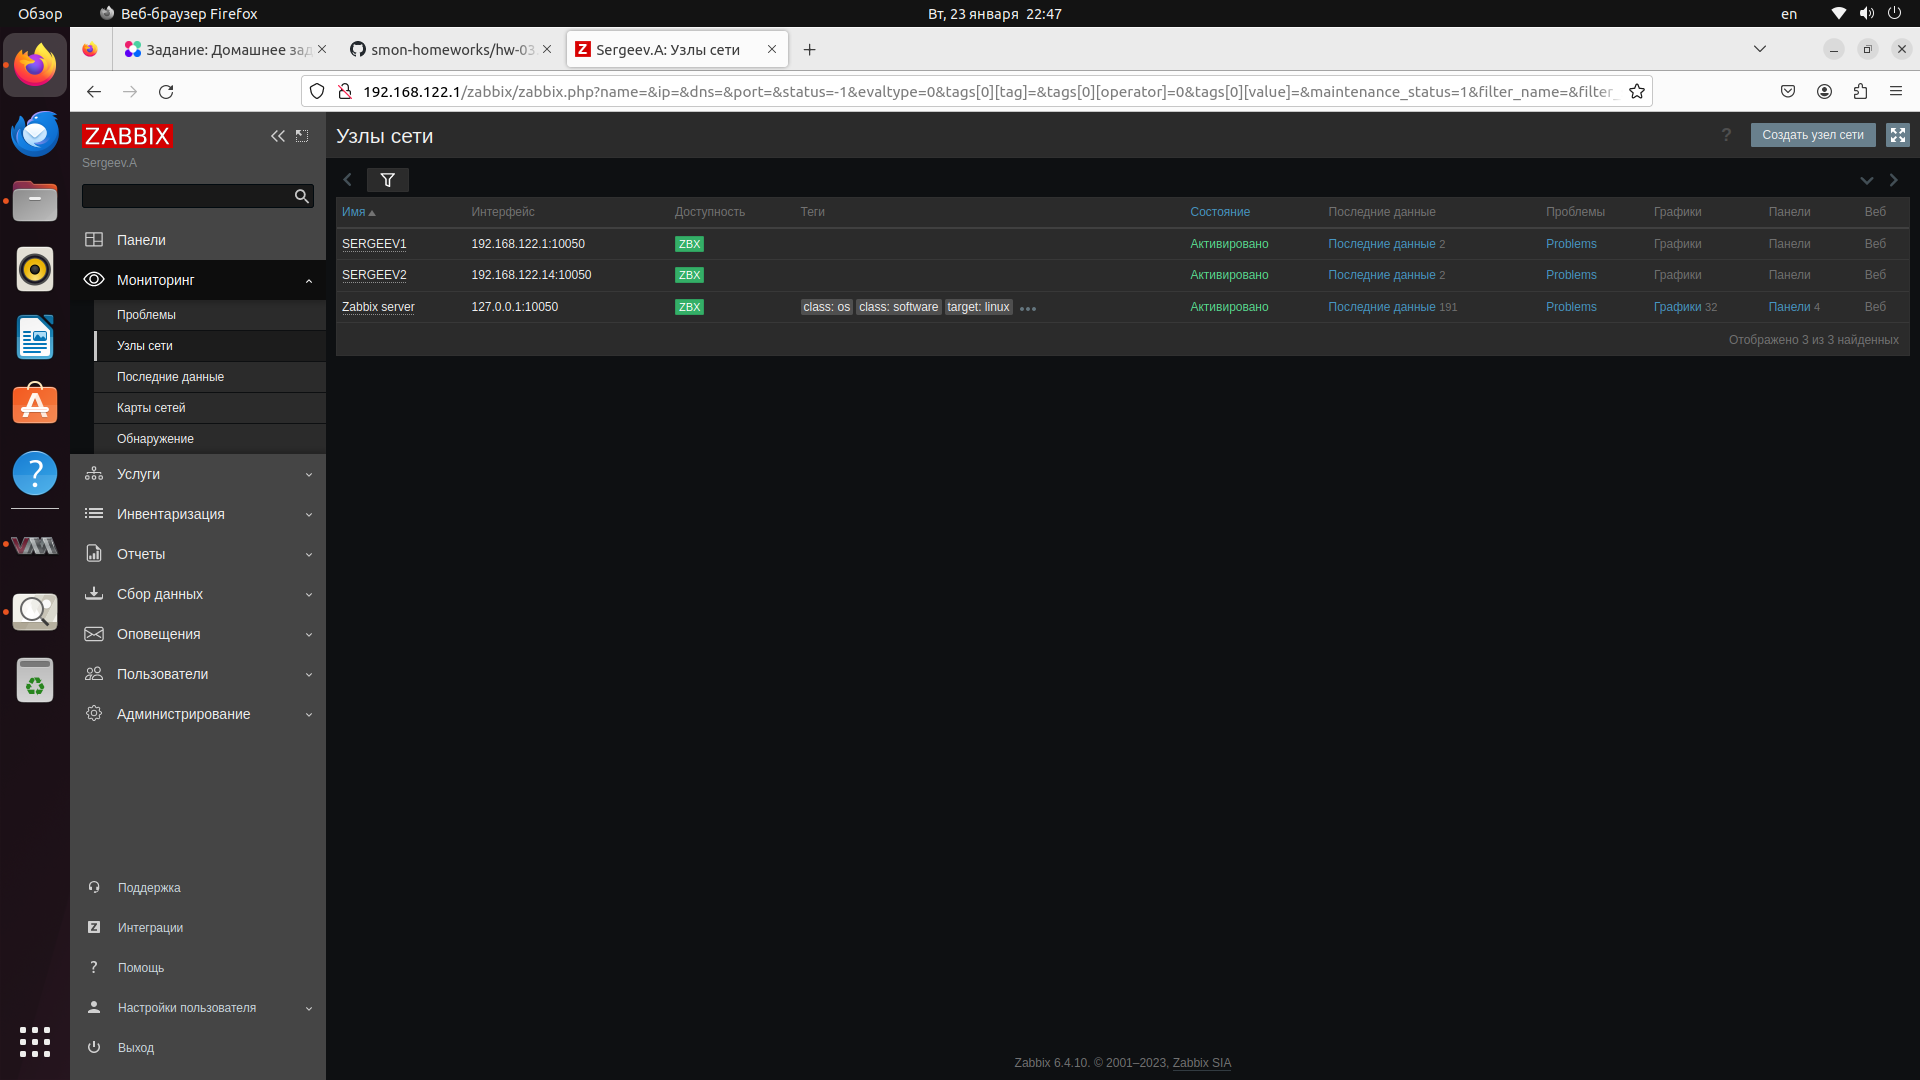 Обзор
Веб-браузер Firefox
Вт, 23 января 22:47
en
Задание: Домашнее зад
smon-homeworks/hw-03
Sergeev.A: Узлы сети
192.168.122.1/zabbix/zabbix.php?name=&ip=&dns=&port=&status=-1&evaltype=0&tags[0][tag]=&tags[0][operator]=0&tags[0][value]=&maintenance_status=1&filter_name=&filter_
ZABBIX
Sergeev.A
Панели
Мониторинг
Проблемы
Узлы сети
Последние данные
Карты сетей
Обнаружение
Услуги
Инвентаризация
Отчеты
Сбор данных
Оповещения
Пользователи
Администрирование
Поддержка
Интеграции
Помощь
Настройки пользователя
Выход
Узлы сети
? Создать узел сети
Имя Интерфейс Доступность Теги Состояние Последние данные Проблемы Графики Панели Веб
SERGEEV1 192.168.122.1:10050 ZBX Активировано Последние данные 2 Problems Графики Панели Веб
SERGEEV2 192.168.122.14:10050 ZBX Активировано Последние данные 2 Problems Графики Панели Веб
Zabbix server 127.0.0.1:10050 ZBX class: os class: software target: linux ••• Активировано Последние данные 191 Problems Графики 32 Панели 4 Веб
Отображено 3 из 3 найденных
Zabbix 6.4.10. © 2001–2023, Zabbix SIA